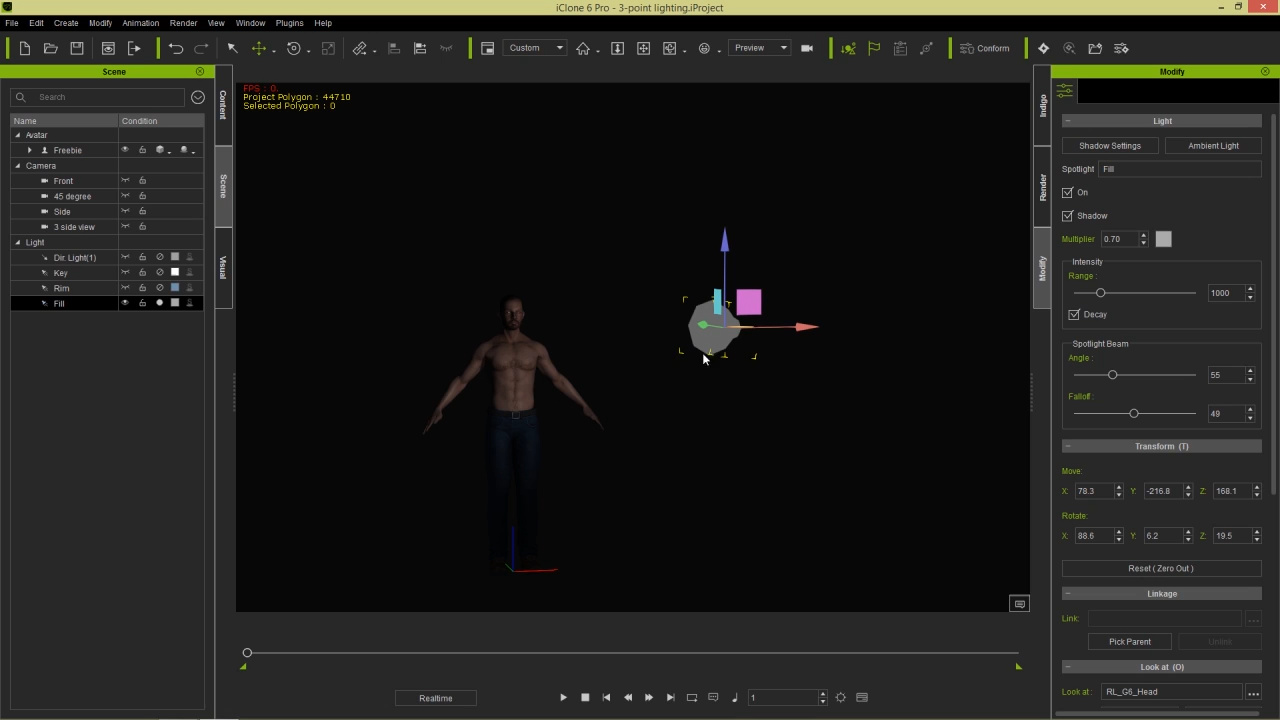 iClone 6 Pro - 3-point lighting.iProject
File Edit Create Modify Animation Render Window Plugins Help
Custom Preview Conform
Scene
Search
Name Condition
Avatar
Freebie
Camera
Front
45 degree
Side
3 side view
Light
Dir. Light(1)
Key
Rim
Fill
Content
Scene
Visual
FPS : 0.
Project Polygon : 44710
Selected Polygon : 0
Realtime
1
Indigo
Render
Modify
Modify
Light
Shadow Settings Ambient Light
Spotlight Fill
On
Shadow
Multiplier 0.70
Intensity
Range :
1000
Decay
Spotlight Beam
Angle :
55
Falloff :
49
Transform (T)
Move:
X: 78.3 Y: -216.8 Z: 168.1
Rotate:
X: 88.6 Y: 6.2 Z: 19.5
Reset ( Zero Out )
Linkage
Link: ...
Pick Parent Unlink
Look at (O)
Look at : RL_G6_Head ...